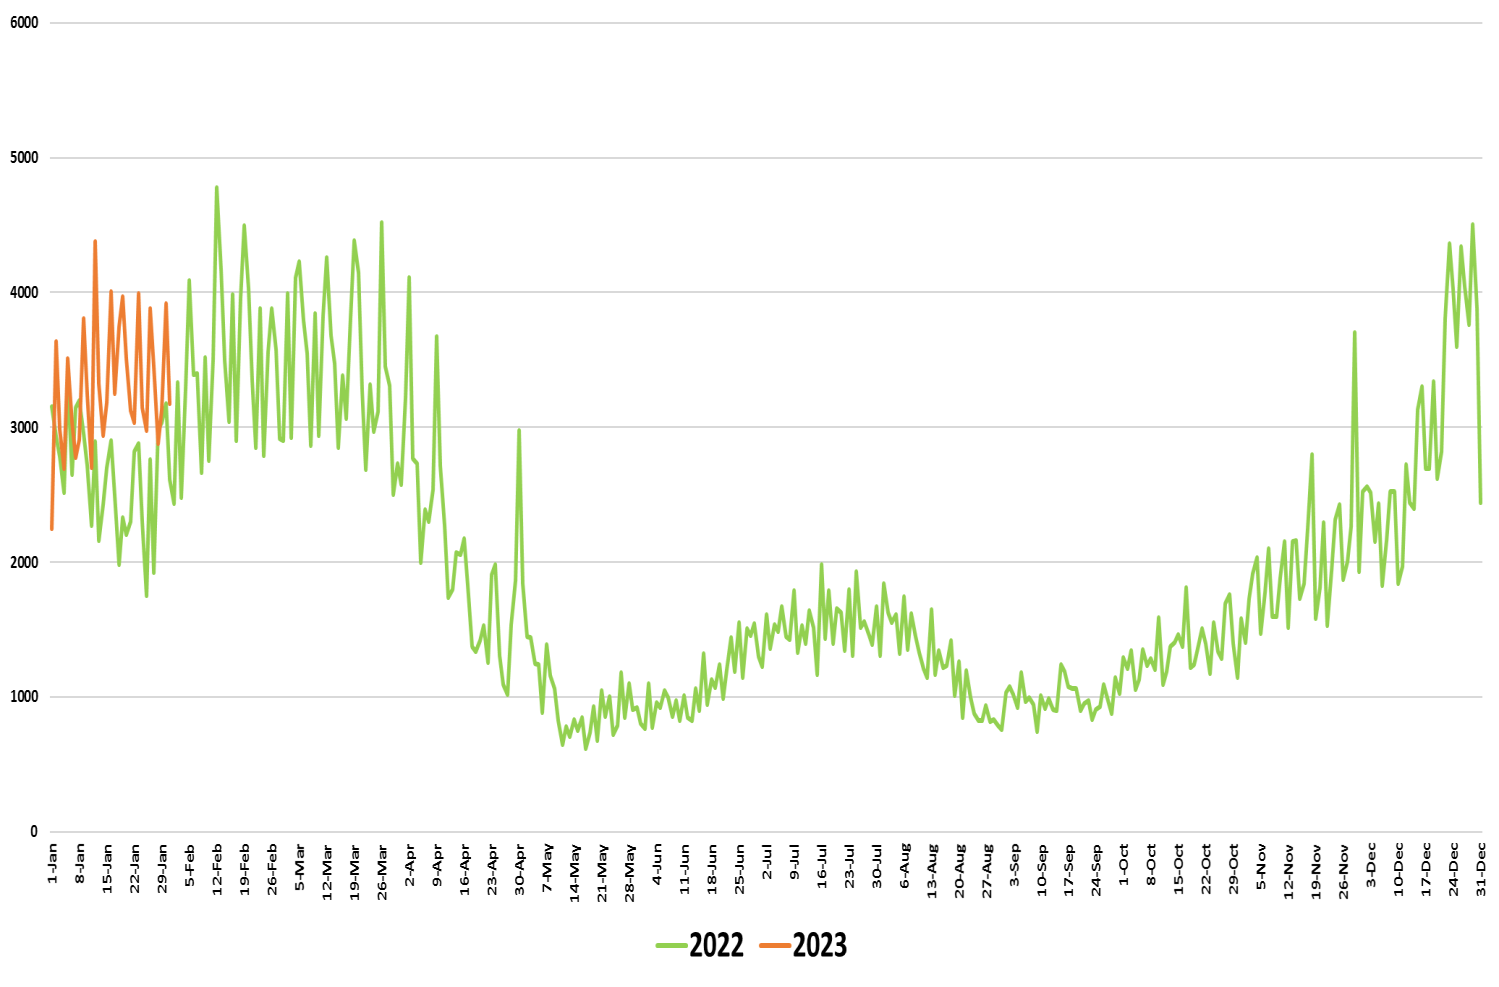 6000
5000
4000
3000
2000
1000
0
1-Jan
8-Jan
15-Jan
22-Jan
29-Jan
5-Feb
12-Feb
19-Feb
26-Feb
5-Mar
12-Mar
19-Mar
26-Mar
2-Apr
9-Apr
16-Apr
23-Apr
30-Apr
7-May
14-May
21-May
28-May
4-Jun
11-Jun
18-Jun
25-Jun
2-Jul
9-Jul
16-Jul
23-Jul
30-Jul
6-Aug
13-Aug
20-Aug
27-Aug
3-Sep
10-Sep
17-Sep
24-Sep
1-Oct
8-Oct
15-Oct
22-Oct
29-Oct
5-Nov
12-Nov
19-Nov
26-Nov
3-Dec
10-Dec
17-Dec
24-Dec
31-Dec
2022 2023